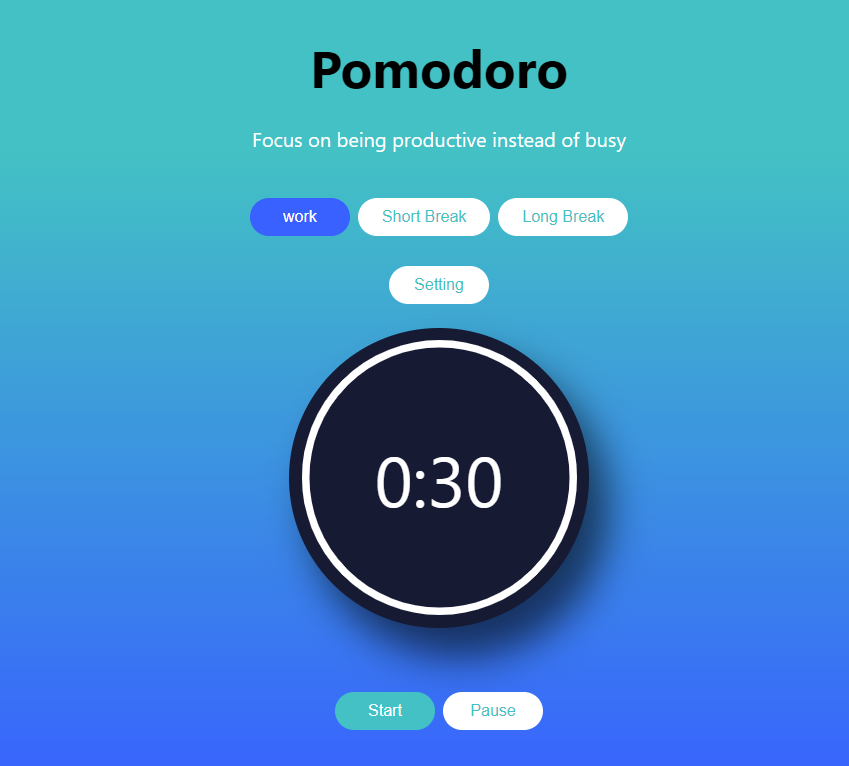 Pomodoro
Focus on being productive instead of busy
work Short Break Long Break
Setting
0:30
Start Pause